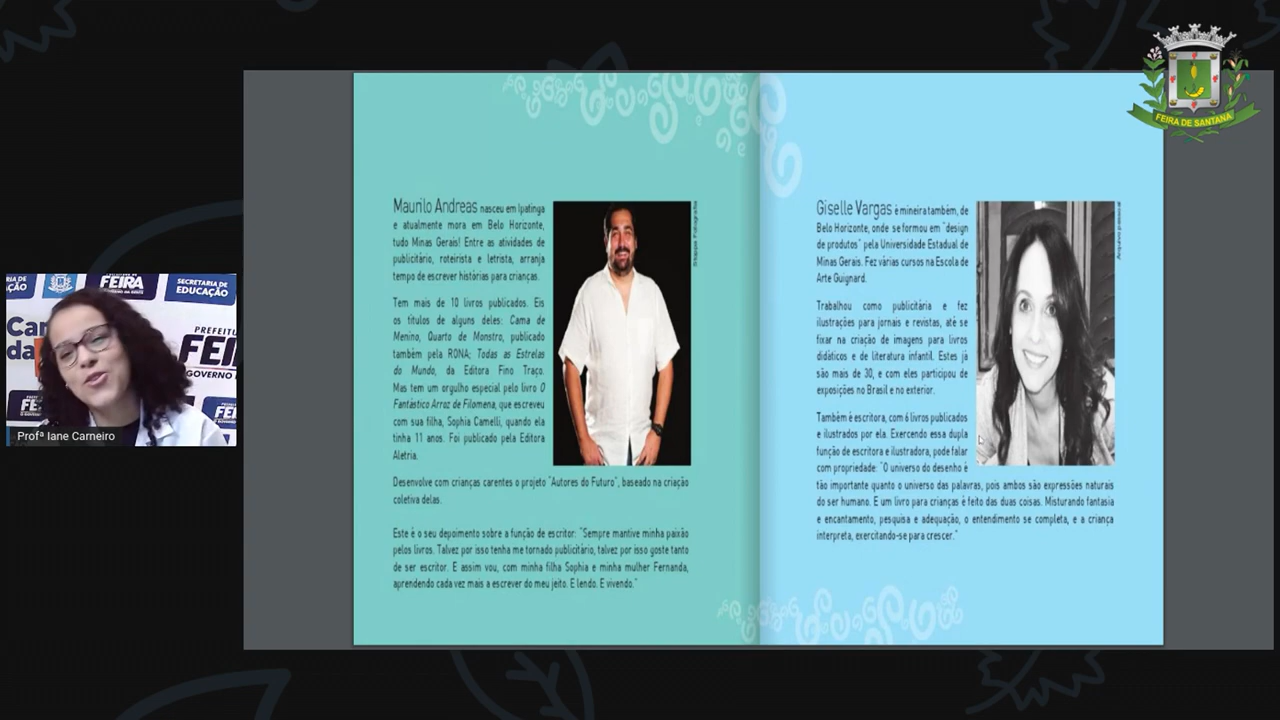 FEIRA DE SANTANA
Maurilo Andreas nasceu em Ipatinga
e atualmente mora em Belo Horizonte,
tudo Minas Gerais! Entre as atividades de
publicitário, roteirista e letrista, arranja
tempo de escrever histórias para crianças.
Tem mais de 10 livros publicados. Eis
os títulos de alguns deles: Cama de
Menino, Quarto de Monstro, publicado
também pela RONA; Todas as Estrelas
do Mundo, da Editora Fino Traço.
Mas tem um orgulho especial pelo livro O
Fantástico Arroz de Filomena, que escreveu
com sua filha, Sophia Camelli, quando ela
tinha 11 anos. Foi publicado pela Editora
Aletria.
Desenvolve com crianças carentes o projeto "Autores do Futuro", baseado na criação
coletiva delas.
Este é o seu depoimento sobre a função de escritor: "Sempre mantive minha paixão
pelos livros. Talvez por isso tenha me tornado publicitário, talvez por isso goste tanto
de ser escritor. E assim vou, com minha filha Sophia e minha mulher Fernanda,
aprendendo cada vez mais a escrever do meu jeito. E lendo. E vivendo."
Giselle Vargas é mineira também, de
Belo Horizonte, onde se formou em "design
de produtos" pela Universidade Estadual de
Minas Gerais. Fez várias cursos na Escola de
Arte Guignard.
Trabalhou como publicitária e fez
ilustrações para jornais e revistas, até se
fixar na criação de imagens para livros
didáticos e de literatura infantil. Estes já
são mais de 30, e com eles participou de
exposições no Brasil e no exterior.
Também é escritora, com 6 livros publicados
e ilustrados por ela. Exercendo essa dupla
função de escritora e ilustradora, pode falar
com propriedade: "O universo do desenho é
tão importante quanto o universo das palavras, pois ambos são expressões naturais
do ser humano. E um livro para crianças é feito das duas coisas. Misturando fantasia
e encantamento, pesquisa e adequação, o entendimento se completa, e a criança
interpreta, exercitando-se para crescer."
Arquivo pessoal
FEIRA
SECRETARIA DE
EDUCAÇÃO
Car
da
PREFEITU
FEI
GOVERNO
Profª Iane Carneiro